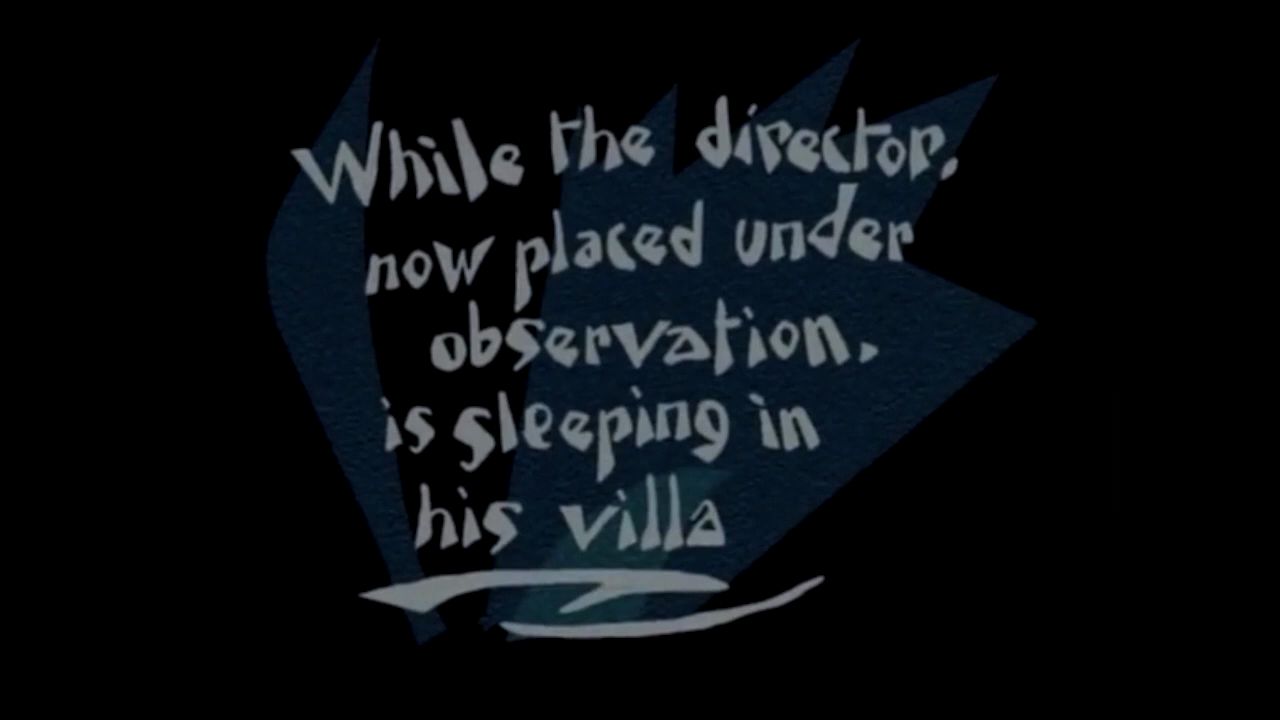 While the director,
now placed under
observation,
is sleeping in
his villa